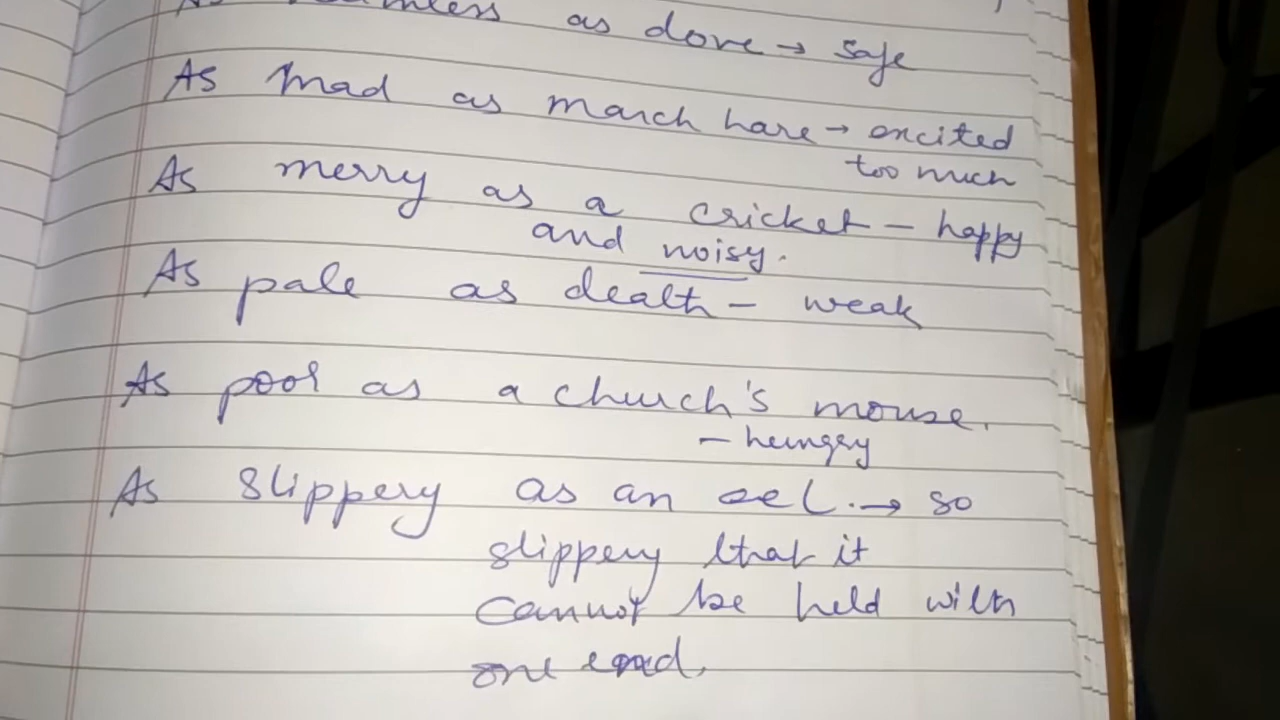 as dove → safe
As mad as march hare → encited
too much
As merry as a cricket – happy
and noisy.
As pale as death – weak
As poor as a church's mouse.
– hungry
As slippery as an eel. → so
slippery that it
cannot be held with
one